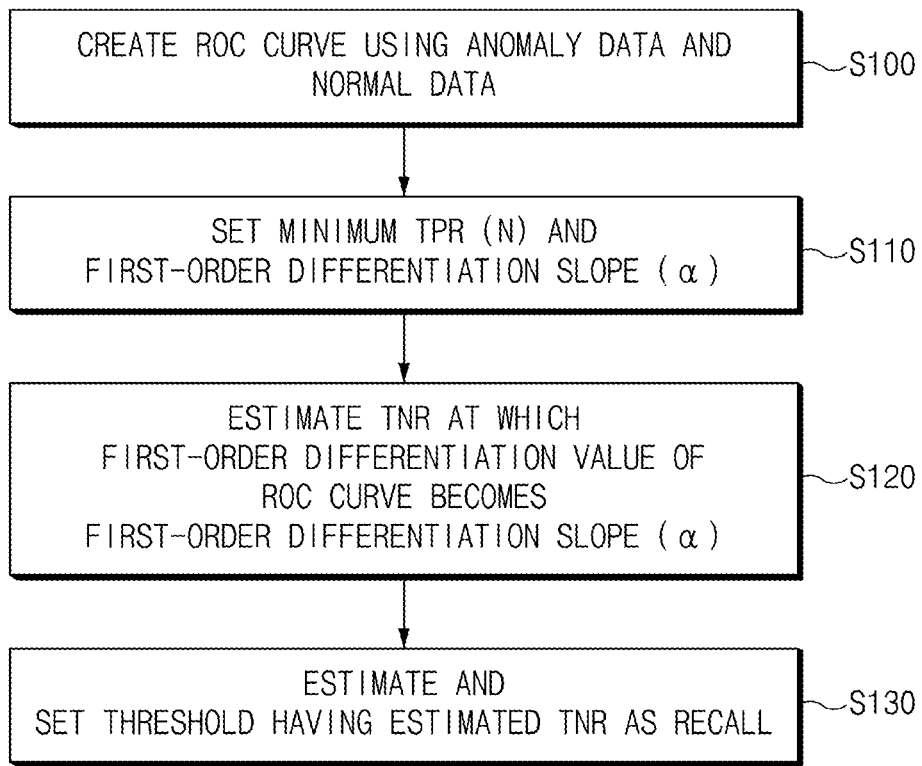 CREATE ROC CURVE USING ANOMALY DATA AND
NORMAL DATA
S100
SET MINIMUM TPR (N) AND
FIRST-ORDER DIFFERENTIATION SLOPE (α)
S110
ESTIMATE TNR AT WHICH
FIRST-ORDER DIFFERENTIATION VALUE OF
ROC CURVE BECOMES
FIRST-ORDER DIFFERENTIATION SLOPE (α)
S120
ESTIMATE AND
SET THRESHOLD HAVING ESTIMATED TNR AS RECALL
S130